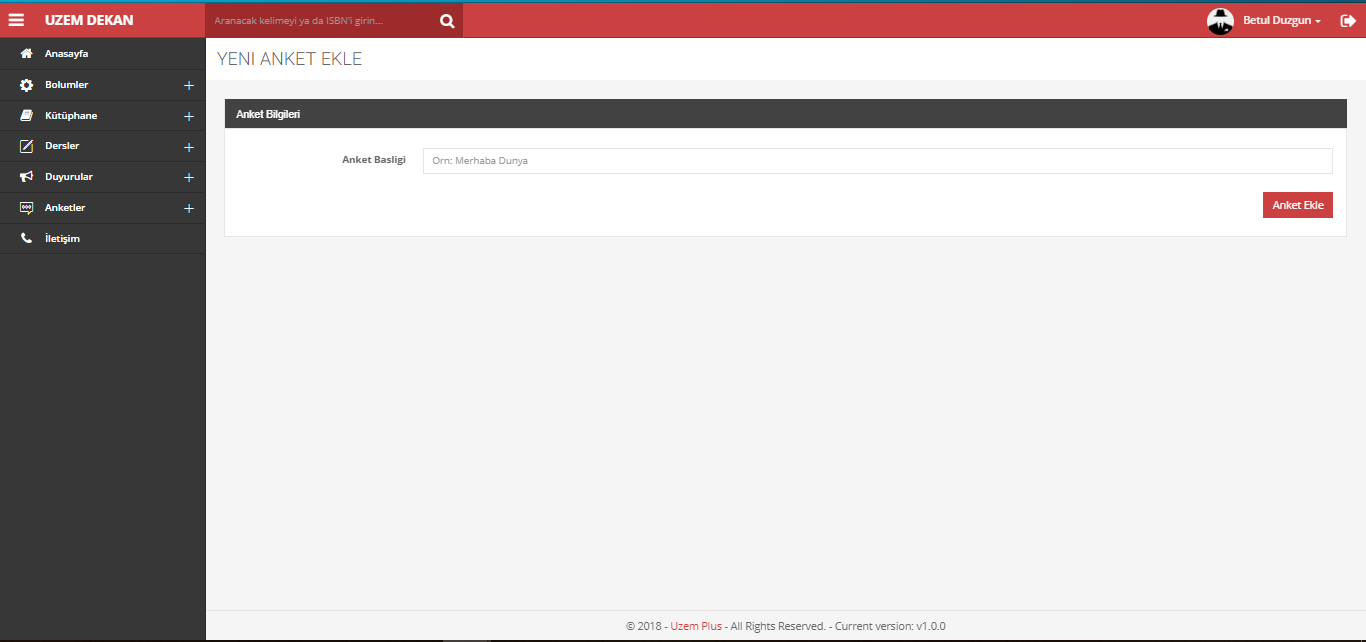 UZEM DEKAN
Aranacak kelimeyi ya da ISBN'i girin...
Betul Duzgun
Anasayfa
Bolumler
Kütüphane
Dersler
Duyurular
Anketler
İletişim
YENI ANKET EKLE
Anket Bilgileri
Anket Basligi
Orn: Merhaba Dunya
Anket Ekle
© 2018 - Uzem Plus - All Rights Reserved. - Current version: v1.0.0